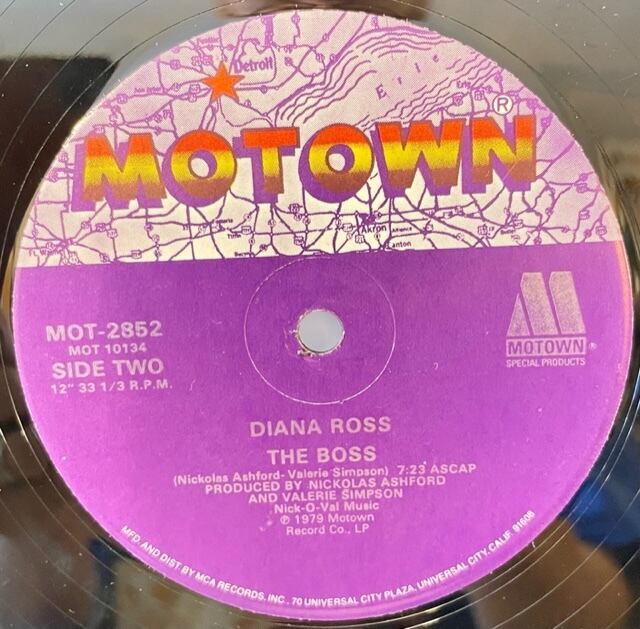 Detroit
Erie
Erie
MOTOWN®
Akron
Alliance
Canton
MOT-2852
MOT 10134
SIDE TWO
12" 33 1/3 R.P.M.
MOTOWN®
SPECIAL PRODUCTS
DIANA ROSS
THE BOSS
(Nickolas Ashford-Valerie Simpson) 7:23 ASCAP
PRODUCED BY NICKOLAS ASHFORD
AND VALERIE SIMPSON
Nick-O-Val Music
℗ 1979 Motown
Record Co., LP
MFD. AND DIST. BY MCA RECORDS, INC. 70 UNIVERSAL CITY PLAZA, UNIVERSAL CITY, CALIF. 91608